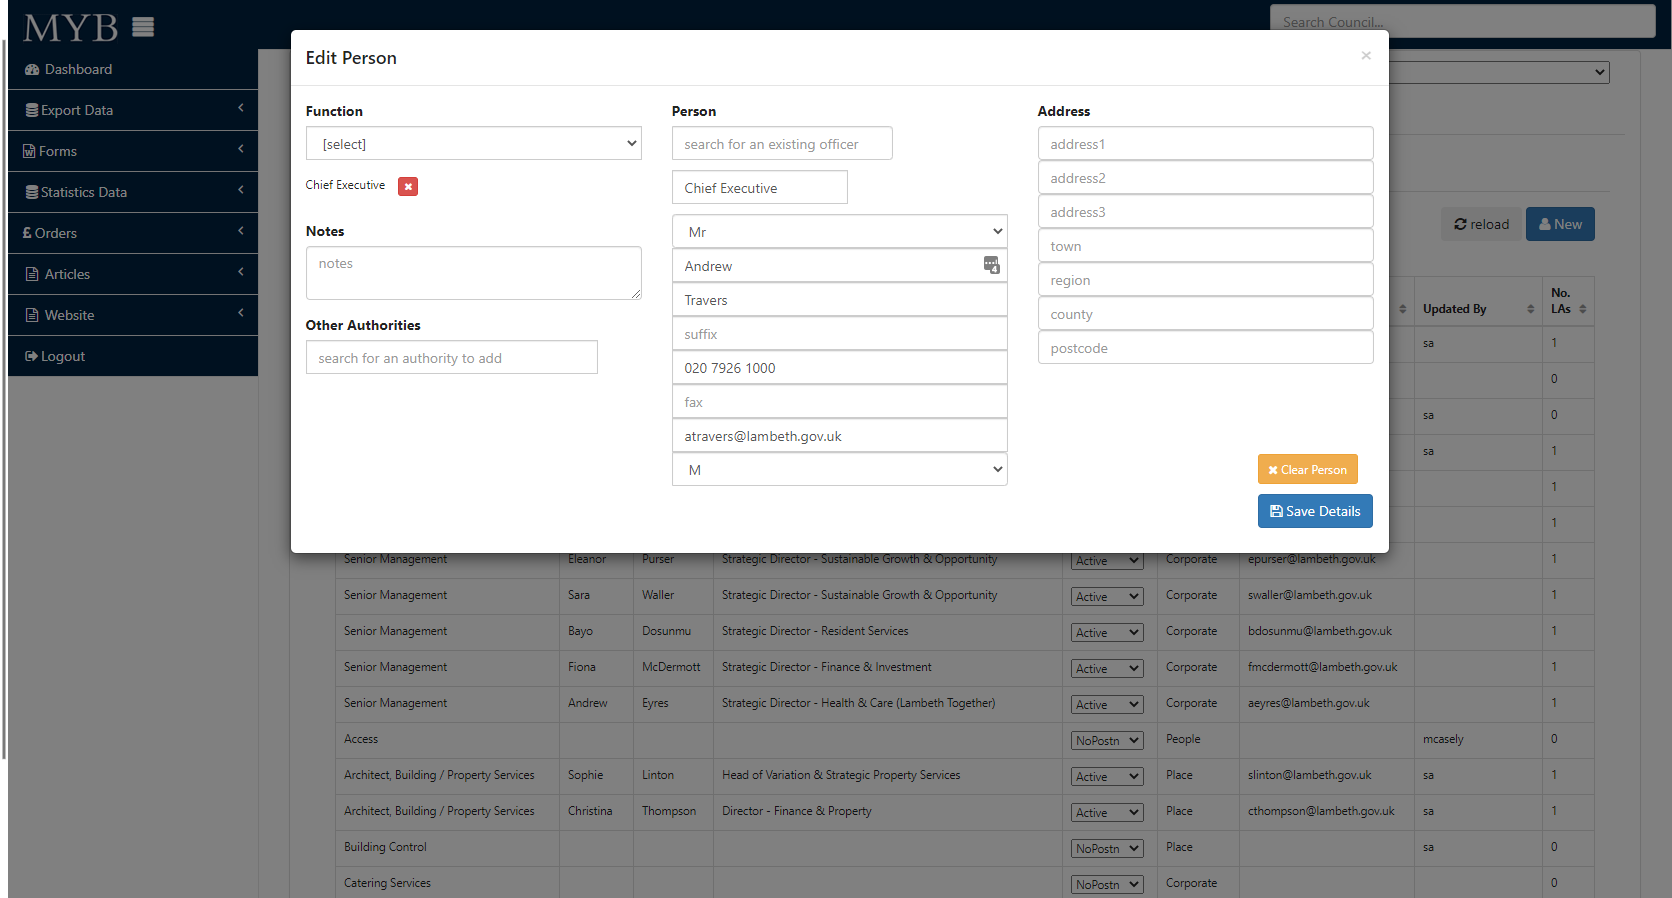 MYB
Search Council...
Dashboard
Export Data
Forms
Statistics Data
£ Orders
Articles
Website
Logout
Edit Person
×
Function
[select]
Chief Executive
Notes
notes
Other Authorities
search for an authority to add
Person
search for an existing officer
Chief Executive
Mr
Andrew
Travers
suffix
020 7926 1000
fax
atravers@lambeth.gov.uk
M
Address
address1
address2
address3
town
region
county
postcode
Clear Person
Save Details
reload
New
Updated By
No. LAs
sa 1
0
sa 0
sa 1
1
1
Senior Management Eleanor Purser Strategic Director - Sustainable Growth & Opportunity Active Corporate epurser@lambeth.gov.uk 1
Senior Management Sara Waller Strategic Director - Sustainable Growth & Opportunity Active Corporate swaller@lambeth.gov.uk 1
Senior Management Bayo Dosunmu Strategic Director - Resident Services Active Corporate bdosunmu@lambeth.gov.uk 1
Senior Management Fiona McDermott Strategic Director - Finance & Investment Active Corporate fmcdermott@lambeth.gov.uk 1
Senior Management Andrew Eyres Strategic Director - Health & Care (Lambeth Together) Active Corporate aeyres@lambeth.gov.uk 1
Access NoPostn People mcasely 0
Architect, Building / Property Services Sophie Linton Head of Variation & Strategic Property Services Active Place slinton@lambeth.gov.uk sa 1
Architect, Building / Property Services Christina Thompson Director - Finance & Property Active Place cthompson@lambeth.gov.uk sa 1
Building Control NoPostn Place sa 0
Catering Services NoPostn Corporate 0